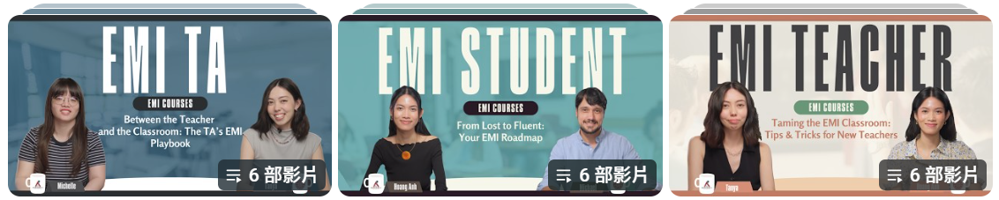 EMI TA
EMI COURSES
Between the Teacher
and the Classroom: The TA's EMI
Playbook
Michelle
6 部影片
EMI STUDENT
EMI COURSES
From Lost to Fluent:
Your EMI Roadmap
Hoang Anh
6 部影片
EMI TEACHER
EMI COURSES
Taming the EMI Classroom:
Tips & Tricks for New Teachers
Tanya
6 部影片